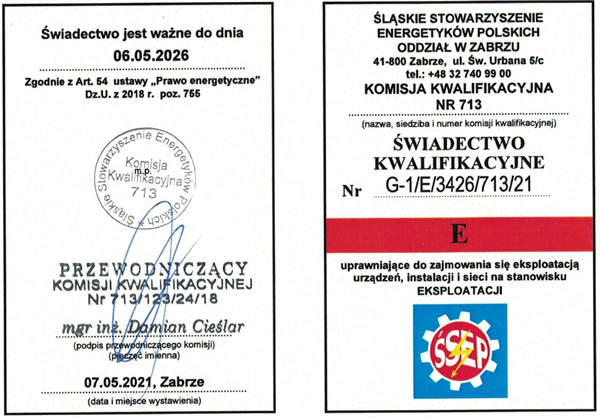 Świadectwo jest ważne do dnia
06.05.2026
Zgodnie z Art. 54 ustawy „Prawo energetyczne”
Dz.U. z 2018 r. poz. 755
Śląskie Stowarzyszenie Energetyków Polskich
Komisja
m.p.
Kwalifikacyjna
713
PRZEWODNICZĄCY
KOMISJI KWALIFIKACYJNEJ
Nr 713/123/24/18
mgr inż. Damian Cieślar
(podpis przewodniczącego komisji)
(pieczęć imienna)
07.05.2021, Zabrze
(data i miejsce wystawienia)
ŚLĄSKIE STOWARZYSZENIE
ENERGETYKÓW POLSKICH
ODDZIAŁ W ZABRZU
41-800 Zabrze, ul. Św. Urbana 5/c
tel.: +48 32 740 99 00
KOMISJA KWALIFIKACYJNA
NR 713
(nazwa, siedziba i numer komisji kwalifikacyjnej)
ŚWIADECTWO
KWALIFIKACYJNE
Nr G-1/E/3426/713/21
E
uprawniające do zajmowania się eksploatacją
urządzeń, instalacji i sieci na stanowisku
EKSPLOATACJI
ŚSEP